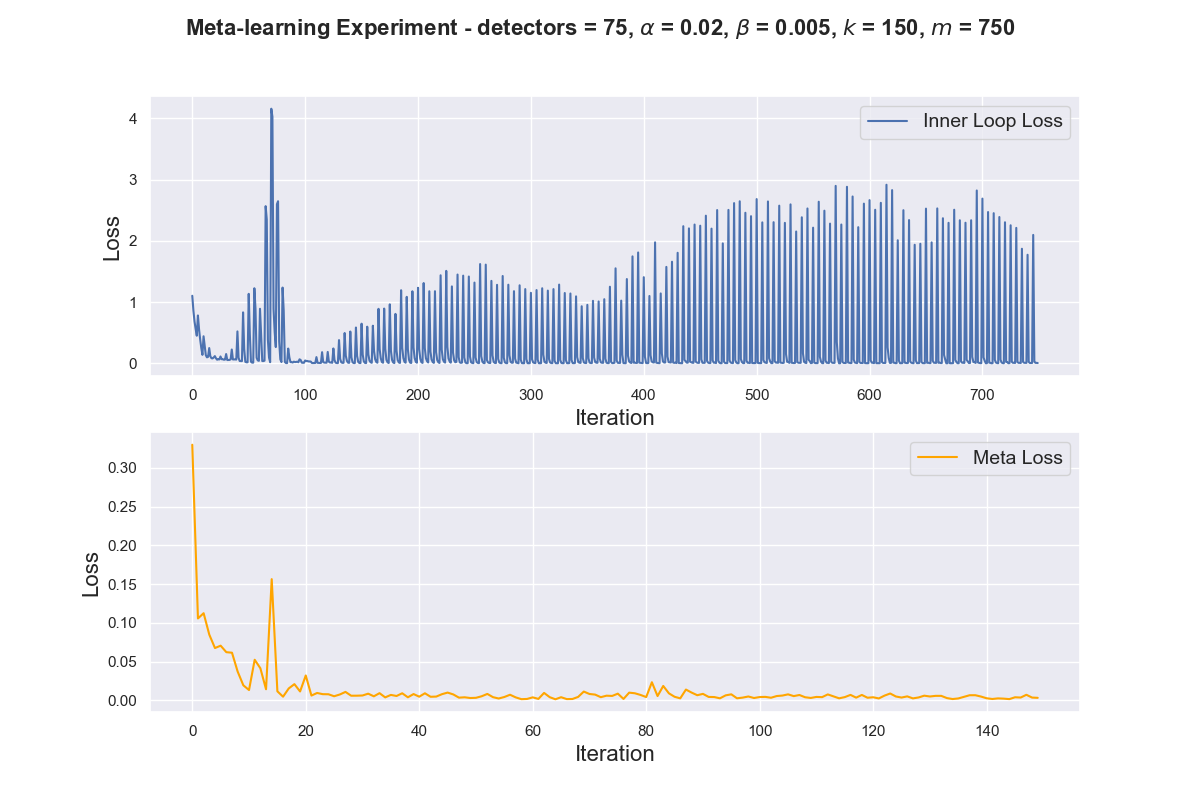 Meta-learning Experiment - detectors = 75, α = 0.02, β = 0.005, k = 150, m = 750
Inner Loop Loss
Loss
4
3
2
1
0
0 100 200 300 400 500 600 700
Iteration
Meta Loss
Loss
0.30
0.25
0.20
0.15
0.10
0.05
0.00
0 20 40 60 80 100 120 140
Iteration